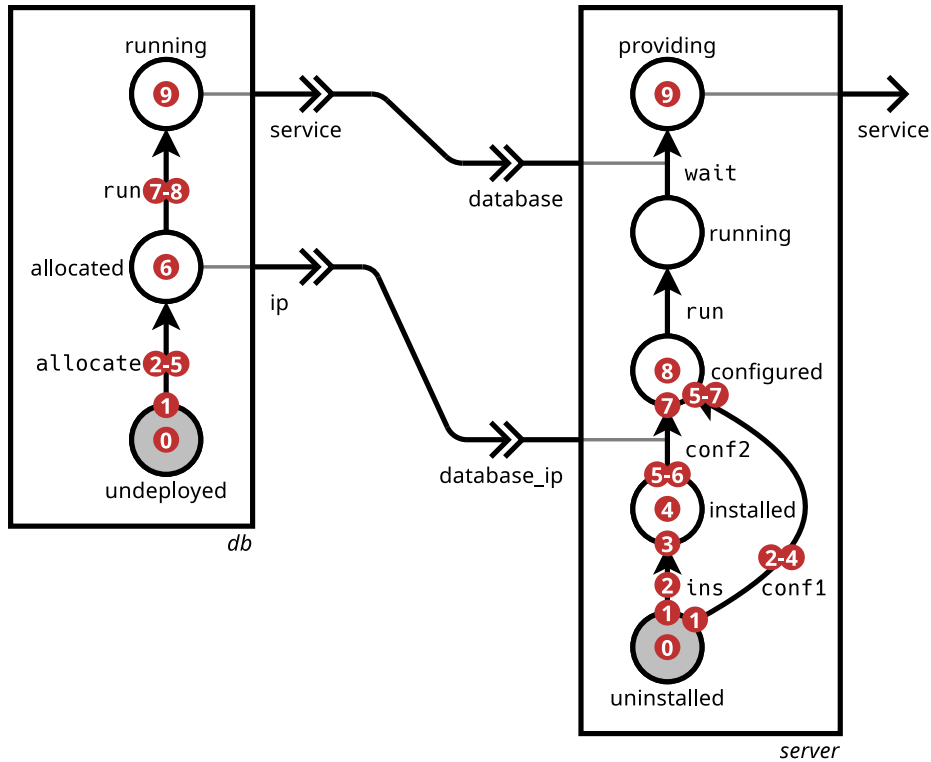 running
9
service
run
7-8
allocated
6
ip
allocate
2-5
1
0
undeployed
db
providing
9
service
wait
database
running
run
8
configured
5-7
7
conf2
database_ip
5-6
4
installed
3
2-4
2
ins
conf1
1
1
0
uninstalled
server